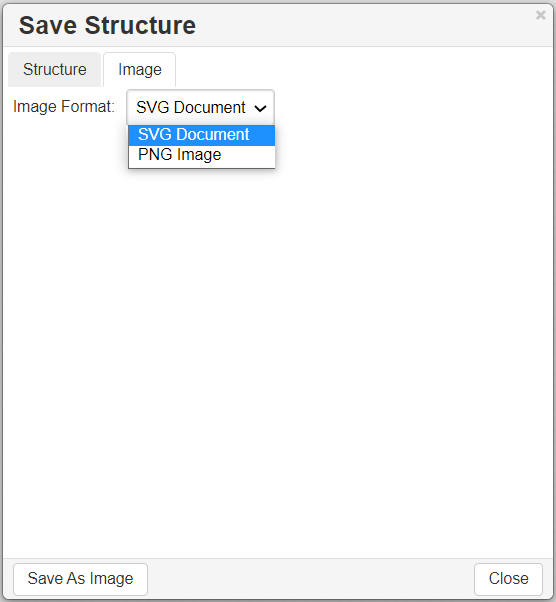 Save Structure
×
Structure Image
Image Format: SVG Document
SVG Document
PNG Image
Save As Image Close